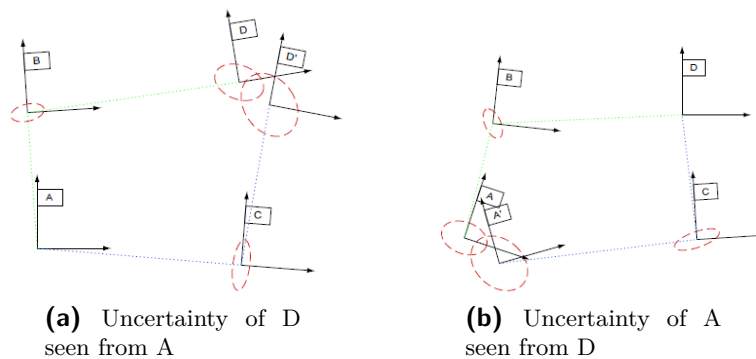 D
B
D'
A
C
D
B
A
A'
C
(a) Uncertainty of D
seen from A
(b) Uncertainty of A
seen from D